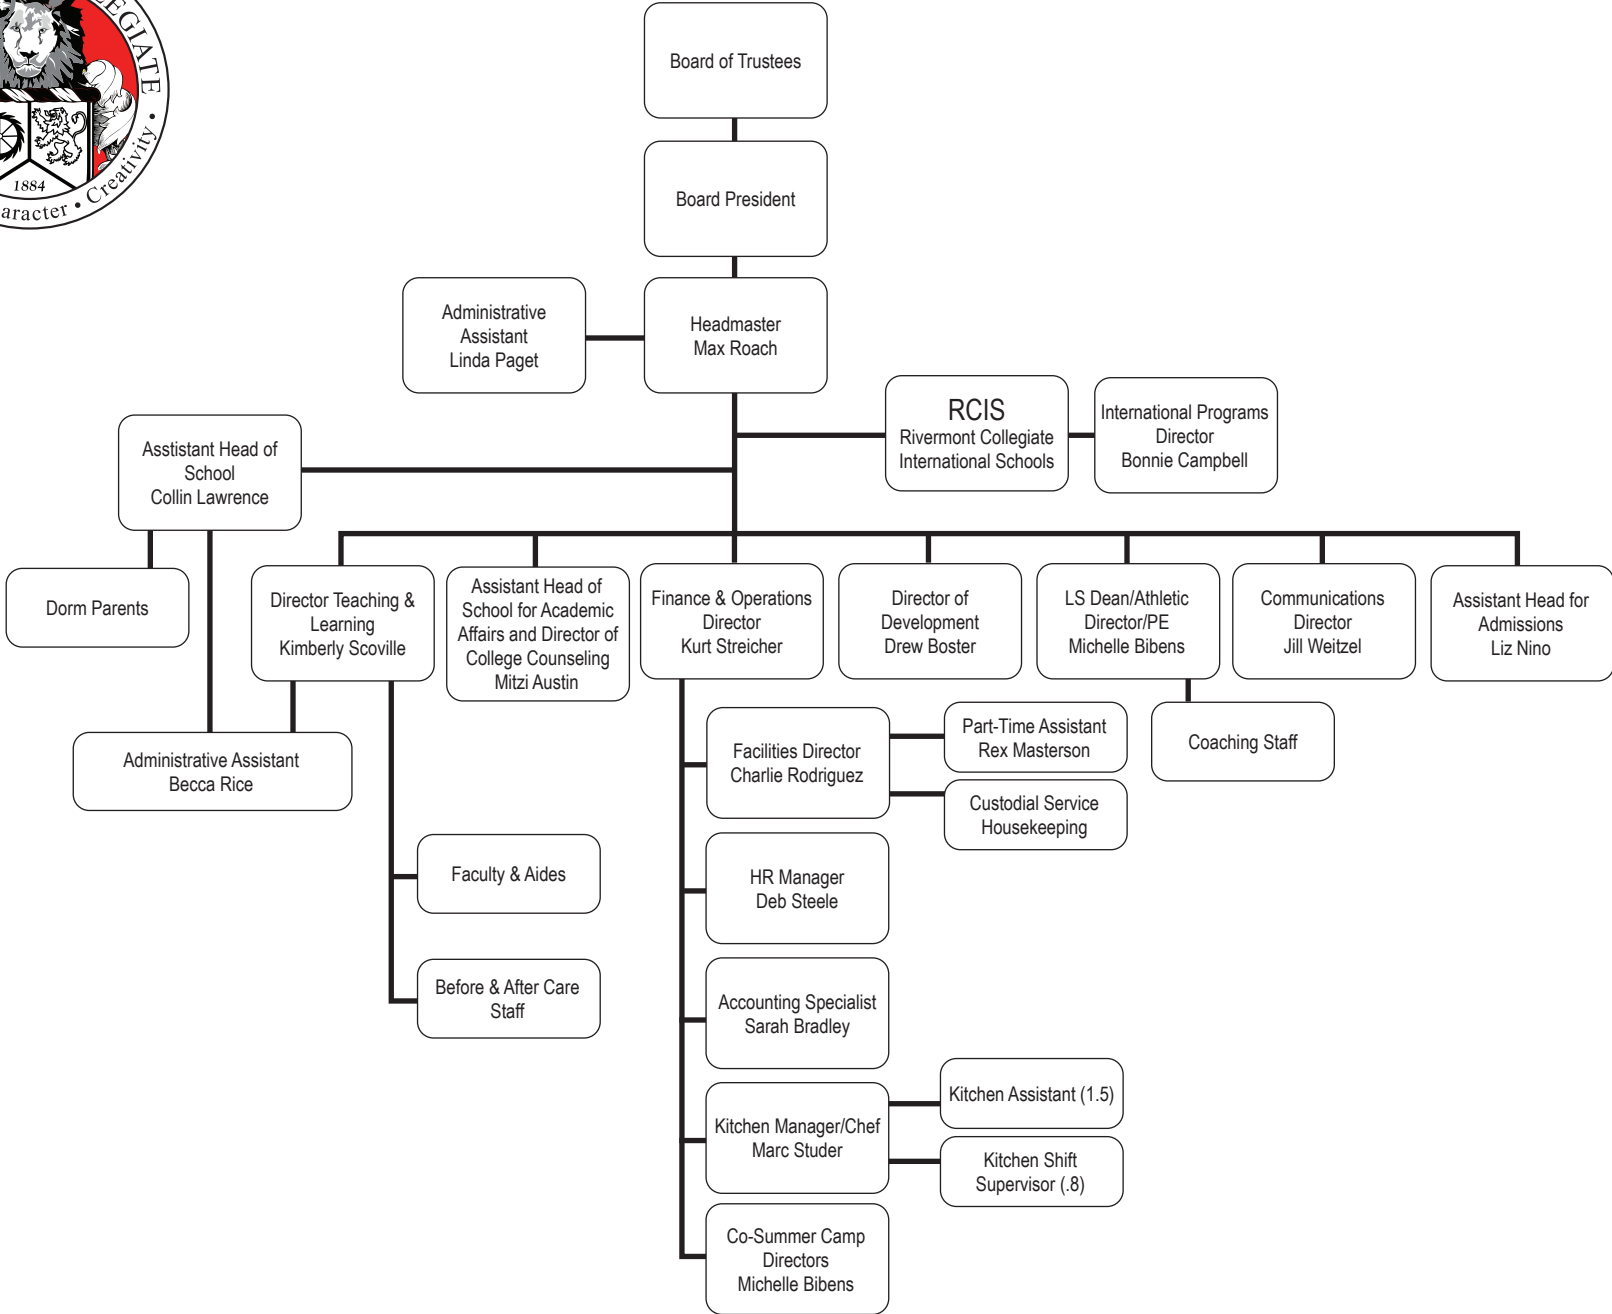 LEGIATE
1884
aracter • Creativity •
Board of Trustees
Board President
Administrative
Assistant
Linda Paget
Headmaster
Max Roach
RCIS
Rivermont Collegiate
International Schools
International Programs
Director
Bonnie Campbell
Asstistant Head of
School
Collin Lawrence
Dorm Parents
Director Teaching &
Learning
Kimberly Scoville
Assistant Head of
School for Academic
Affairs and Director of
College Counseling
Mitzi Austin
Finance & Operations
Director
Kurt Streicher
Director of
Development
Drew Boster
LS Dean/Athletic
Director/PE
Michelle Bibens
Communications
Director
Jill Weitzel
Assistant Head for
Admissions
Liz Nino
Administrative Assistant
Becca Rice
Facilities Director
Charlie Rodriguez
Part-Time Assistant
Rex Masterson
Custodial Service
Housekeeping
Coaching Staff
Faculty & Aides
HR Manager
Deb Steele
Before & After Care
Staff
Accounting Specialist
Sarah Bradley
Kitchen Manager/Chef
Marc Studer
Kitchen Assistant (1.5)
Kitchen Shift
Supervisor (.8)
Co-Summer Camp
Directors
Michelle Bibens